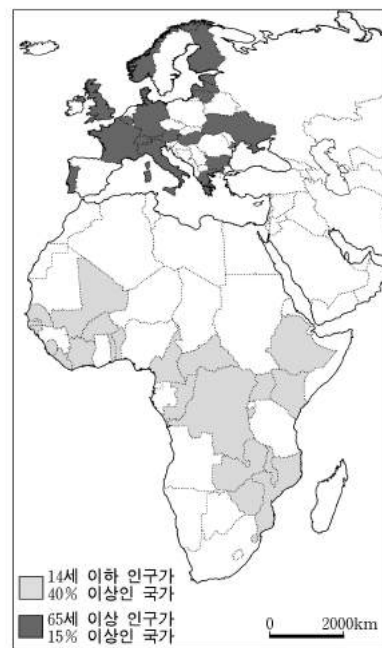 14세 이하 인구가
40% 이상인 국가
65세 이상 인구가
15% 이상인 국가
0 2000km